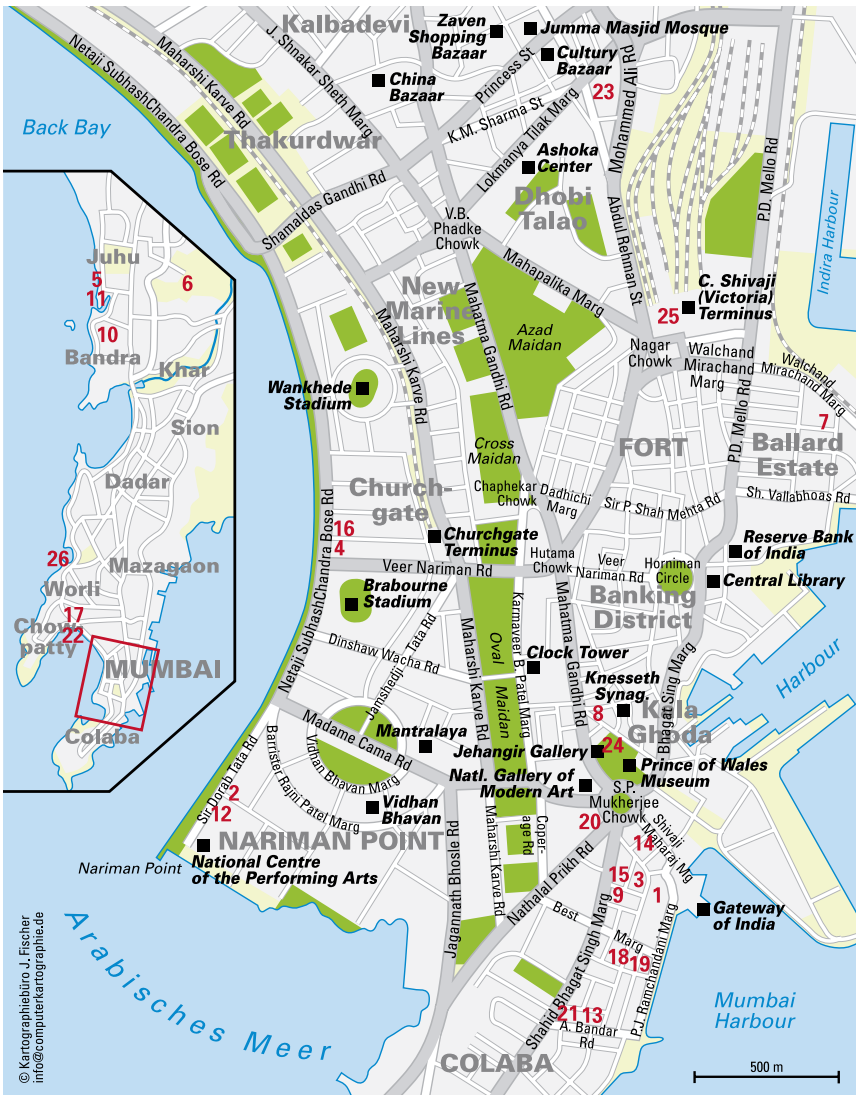 Kalbadevi
Zaven
Shopping
Bazaar
Jumma Masjid Mosque
Cultury
Bazaar
China
Bazaar
Princess St
K.M. Sharma St
Lokmanya Tilak Marg
23
Mohammed Ali Rd
J. Shnakar Sheth Marg
Maharshi Karve Rd
Netaji SubhashChandra Bose Rd
Back Bay
Thakurdwar
Ashoka
Center
Dhobi
Talao
Shamaldas Gandhi Rd
V.B.
Phadke
Chowk
Abdul Rehman St
P.D. Mello Rd
Indira Harbour
Mahapalika Marg
C. Shivaji
(Victoria)
Terminus
25
New
Marine
Lines
Maharshi Karve Rd
Mahatma Gandhi Rd
Azad
Maidan
Nagar
Chowk
Walchand
Mirachand
Marg
Walchand
Mirachand Marg
7
Wankhede
Stadium
Cross
Maidan
FORT
P.D. Mello Rd
Ballard
Estate
Church-
gate
Chaphekar
Chowk
Dadhichi
Marg
Sir P Shah Mehta Rd
Sh. Vallabhoas Rd
16
4
Churchgate
Terminus
Hutama
Chowk
Veer
Nariman Rd
Horniman
Circle
Reserve Bank
of India
Veer Nariman Rd
Central Library
Banking
District
Brabourne
Stadium
Netaji SubhashChandra Bose Rd
Dinshaw Wacha Rd
Jamshedji Tata Rd
Maharshi Karve Rd
Oval
Maidan
Karmaveer B. Patel Marg
Mahatma Gandhi Rd
Clock Tower
Knesseth
Synag.
8
Kala
Ghoda
Bhagat Sing Marg
Harbour
Madame Cama Rd
Mantralaya
Jehangir Gallery
24
Prince of Wales
Museum
Natl. Gallery of
Modern Art
S.P.
Mukherjee
Chowk
Vidhan Bhavan Marg
Barrister Rajni Patel Marg
Sir Dorab Tata Rd
2
12
Vidhan
Bhavan
NARIMAN POINT
Nariman Point
National Centre
of the Performing Arts
Jagannath Bhosle Rd
Maharshi Karve Rd
Coper-
age Rd
20
Shivaji
Maharaj Mg
14
15
3
9
1
Nathalal Prikh Rd
Best
Marg
Gateway
of India
18
19
P.J. Ramchandani Marg
Shahid Bhagat Singh Marg
21
13
A. Bandar
Rd
COLABA
Mumbai
Harbour
Arabisches Meer
500 m
Juhu
5
6
11
10
Bandra
Khar
Sion
Dadar
26
Mazagaon
Worli
17
22
Chow-
patty
MUMBAI
Colaba
© Kartographiebüro J. Fischer
info@computerkartographie.de